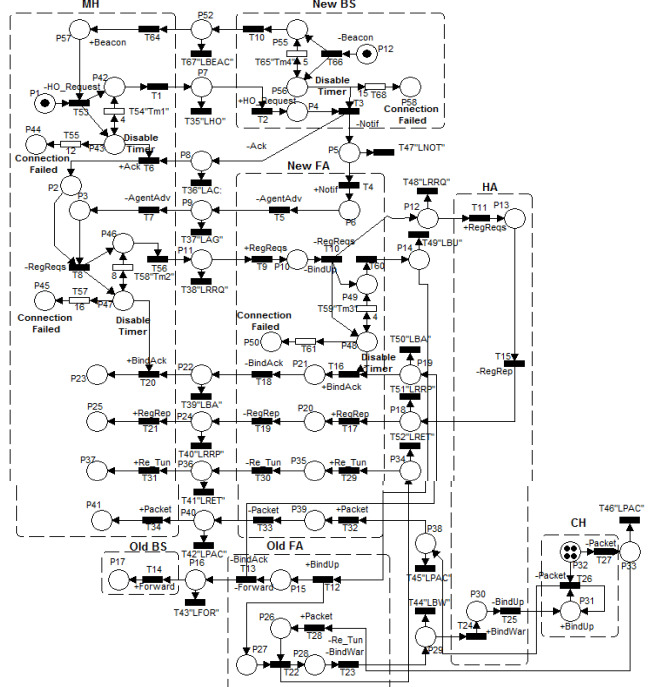 MH
New BS
P57
+Beacon
T64
P52
T67"LBEAC"
T10
P55
-Beacon
P12
T65"Tm4"
5
T66
Disable
Timer
P56
15
T68
P58
Connection
Failed
-HO_Request
P1
T53
P42
T1
T54"Tm1"
4
P7
T35"LHO"
+HO_Request
T2
P4
T3
-Notif
P44
T55
12
P43
Disable
Timer
Connection
Failed
T6
+Ack
P8
-Ack
T36"LAC:
P5
T47"LNOT"
New FA
+Notif
T4
T48"LRRQ"
HA
P2
P3
-AgentAdv
T7
P9
T37"LAG"
-AgentAdv
T5
P6
P12
T11
P13
+RegReqs
T49"LBU"
P46
-RegReqs
T8
T56
T58"Tm2"
8
P11
T38"LRRQ"
+RegReqs
T9
P10
-RegReqs
T10
-BindUp
T60
P14
P49
P45
T57
16
P47
Connection
Failed
Disable
Timer
T59"Tm3"
4
Connection
Failed
P50
T61
P48
Disable
Timer
T50"LBA"
T15
-RegRep
P23
+BindAck
T20
P22
T39"LBA"
-BindAck
T18
P21
T16
+BindAck
P19
T51"LRRP"
P25
+RegRep
T21
P24
T40"LRRP"
-RegRep
T19
P20
+RegRep
T17
P18
T52"LRET"
P37
+Re_Tun
T31
P36
T41"LRET"
-Re_Tun
T30
P35
+Re_Tun
T29
P34
P41
+Packet
T34
P40
T42"LPAC"
-Packet
T33
P39
+Packet
T32
P38
T45"LPAC"
T46"LPAC"
CH
-Packet
P32
T27
P33
-Packet
T26
P31
+BindUp
Old BS
Old FA
P17
T14
+Forward
P16
T43"LFOR"
-BindAck
T13
-Forward
P15
+BindUp
T12
T44"LBW"
P30
-BindUp
T25
T24
+BindWar
P29
P26
+Packet
T28
-Re_Tun
-BindWar
P27
T22
P28
T23